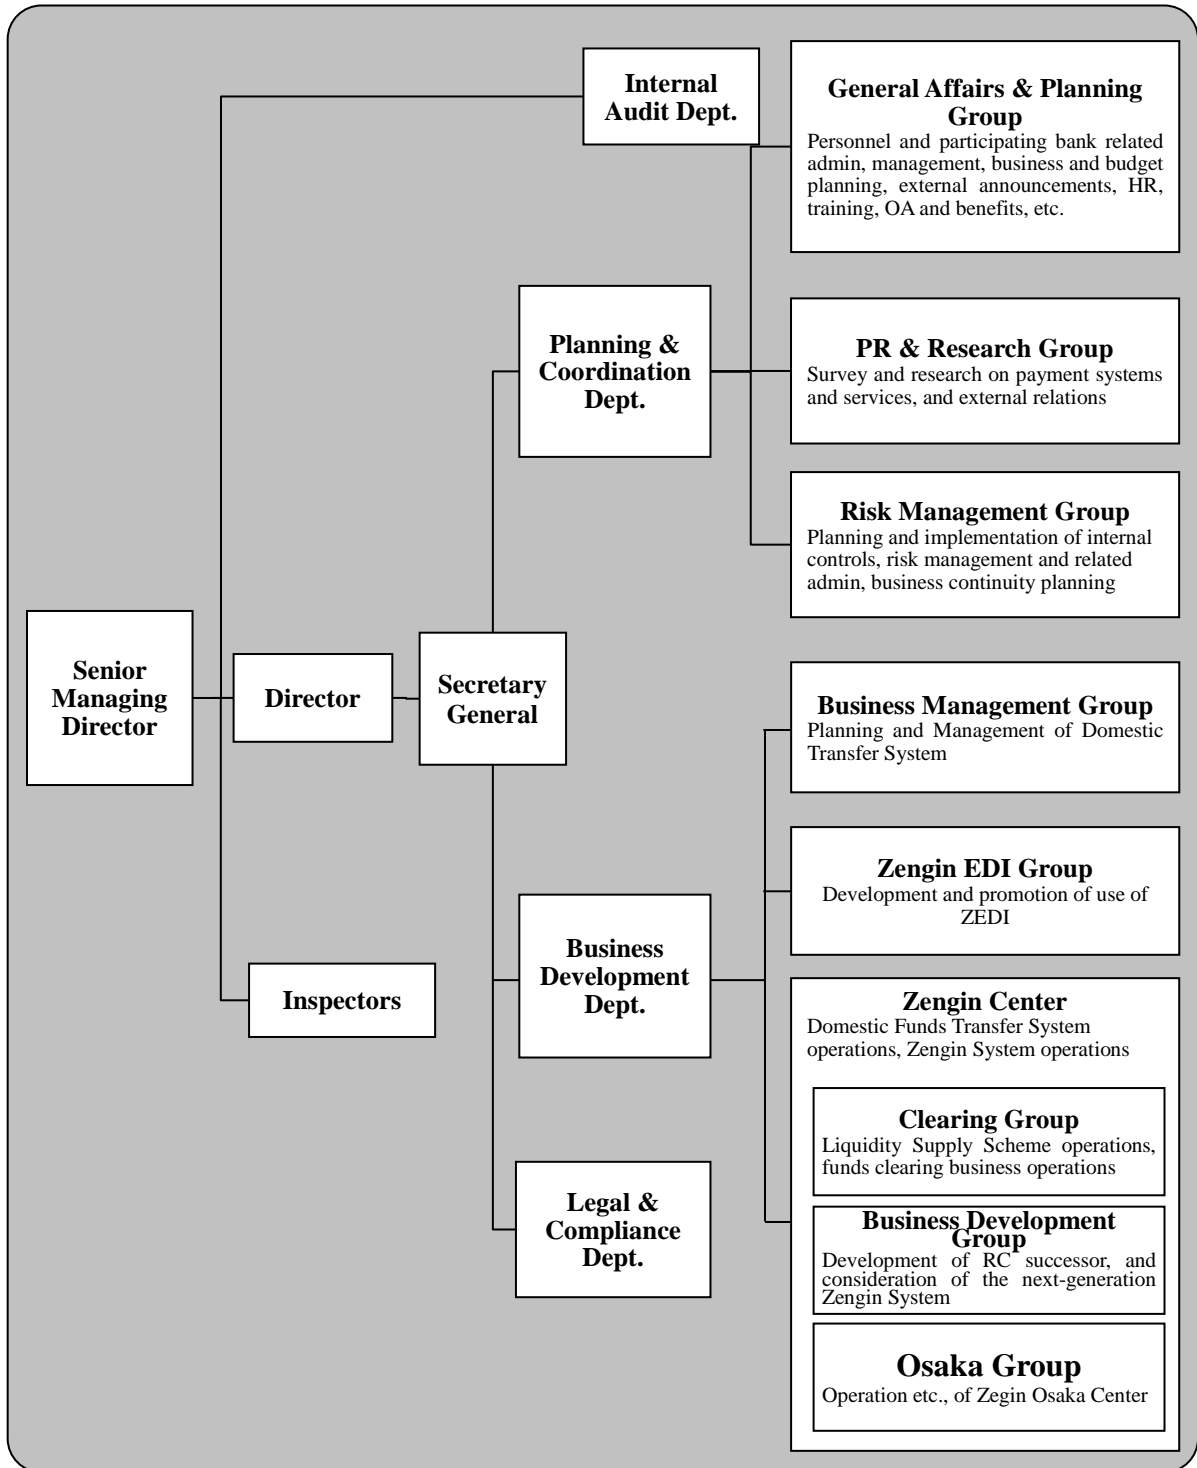 Internal
Audit Dept.
General Affairs & Planning
Group
Personnel and participating bank related
admin, management, business and budget
planning, external announcements, HR,
training, OA and benefits, etc.
Planning &
Coordination
Dept.
PR & Research Group
Survey and research on payment systems
and services, and external relations
Risk Management Group
Planning and implementation of internal
controls, risk management and related
admin, business continuity planning
Senior
Managing
Director
Director
Secretary
General
Business Management Group
Planning and Management of Domestic
Transfer System
Zengin EDI Group
Development and promotion of use of
ZEDI
Business
Development
Dept.
Inspectors
Zengin Center
Domestic Funds Transfer System
operations, Zengin System operations
Clearing Group
Liquidity Supply Scheme operations,
funds clearing business operations
Legal &
Compliance
Dept.
Business Development
Group
Development of RC successor, and
consideration of the next-generation
Zengin System
Osaka Group
Operation etc., of Zegin Osaka Center